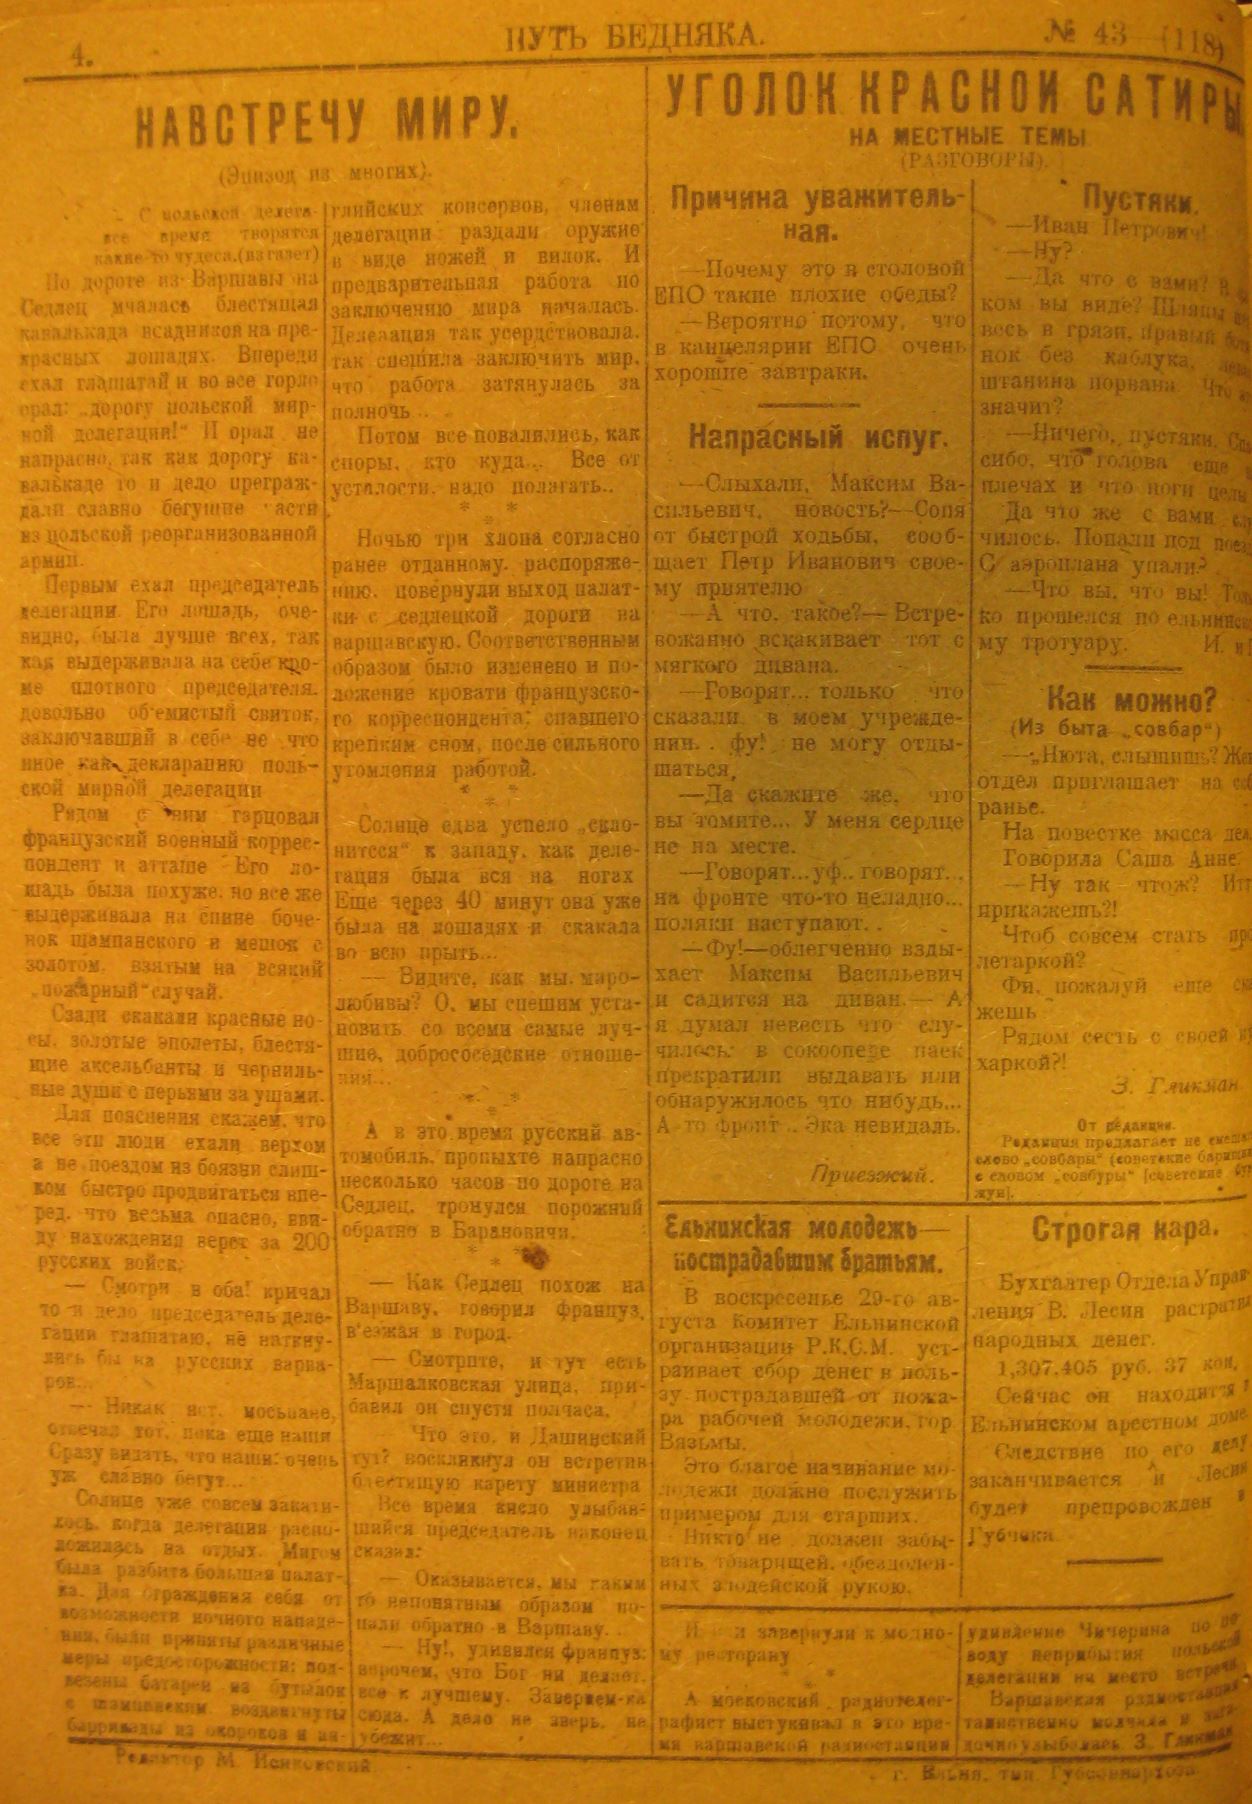 4.
ПУТЬ БЕДНЯКА.
№ 43 (118)
НАВСТРЕЧУ МИРУ.
(Эпизод из многих).
С польской делега-
все время творятся
какие-то чудеса.(из газет)
По дороге из Варшавы на
Седлец мчалась блестящая
кавалькада всадников на пре-
красных лошадях. Впереди
ехал глашатай и во все горло
орал: „дорогу польской мир-
ной делегации!“ И орал не
напрасно, так как дорогу ка-
валькаде то и дело преграж-
дали славно бегущие части
из польской реорганизованной
армии.
Первым ехал председатель
делегации. Его лошадь, оче-
видно, была лучше всех, так
как выдерживала на себе кро-
ме плотного председателя,
довольно об'емистый свиток,
заключавший в себе не что
иное как декларацию поль-
ской мирной делегации
Рядом с ним гарцовал
французский военный коррес-
пондент и атташе Его ло-
шадь была похуже, но все же
выдерживала на спине боче-
нок шампанского и мешок с
золотом, взятым на всякий
„пожарный“ случай.
Сзади скакали красные но-
сы, золотые эполеты, блестя-
щие аксельбанты и черниль-
ные души с перьями за ушами.
Для пояснения скажем, что
все эти люди ехали верхом
а не поездом из боязни слиш-
ком быстро продвигаться впе-
ред, что весьма опасно, вви-
ду нахождения верст за 200
русских войск.
— Смотри в оба! кричал
то и дело председатель деле-
гации глашатаю, не наткну-
лись бы на русских варва-
ров...
— Никак нет, мосьпане,
отвечал тот, пока еще наши
Сразу видать, что наши: очень
уж славно бегут...
Солнце уже совсем закати-
лось, когда делегация распо-
ложилась на отдых. Мигом
была разбита большая палат-
ка. Для ограждения себя от
возможности ночного нападе-
ния, были приняты различные
меры предосторожности: под-
везены батареи из бутылок
с шампанским воздвигнуты
баррикады из окороков и ан-
глийских консервов, членам
делегации раздали оружие
в виде ножей и вилок. И
предварительная работа по
заключению мира началась.
Делегация так усердствовала,
так спешила заключить мир,
что работа затянулась за
полночь...
Потом все повалились, как
снопы, кто куда... Все от
усталости, надо полагать..
* * *
Ночью три хлопа согласно
ранее отданному, распоряже-
нию, повернули выход палат-
ки с седлецкой дороги на
варшавскую. Соответственным
образом было изменено и по-
ложение кровати французско-
го корреспондента; спавшего
крепким сном, после сильного
утомления работой.
* * *
Солнце едва успело „скло-
нитсся“ к западу, как деле-
гация была вся на ногах
Еще через 40 минут она уже
была на лошадях и скакала
во всю прыть...
— Видите, как мы, миро-
любивы? О, мы спешим уста-
новить со всеми самые луч-
шие, добрососедские отноше-
ния...
* * *
А в это время русский ав-
томобиль, пропыхте напрасно
несколько часов по дороге на
Седлец, тронулся порожний
обратно в Барановичи.
* * *
— Как Седлец похож на
Варшаву, говорил француз,
в'езжая в город.
— Смотрите, и тут есть
Маршалковская улица, при-
бавил он спустя полчаса.
Что это, и Дашинский
тут? воскликнул он встретив
блестящую карету министра
Все время кисло улыбав-
шийся председатель наконец
сказал:
— Оказывается, мы таким
то непонятным образом по-
пали обратно в Варшаву...
— Ну!, удивился француз;
впрочем, что Бог ни делает,
все к лучшему. Завернем-ка
сюда. А дело не зверь, не
убежит...
УГОЛОК КРАСНОЙ САТИРЫ.
НА МЕСТНЫЕ ТЕМЫ
(РАЗГОВОРЫ).
Причина уважитель-
ная.
—Почему это в столовой
ЕПО такие плохие обеды?
—Вероятно потому, что
в канцелярии ЕПО очень
хорошие завтраки.
Напрасный испуг.
—Слыхали, Максим Ва-
сильевич, новость?—Сопя
от быстрой ходьбы, сооб-
щает Петр Иванович свое-
му приятелю
—А что, такое?—Встре-
вожанно вскакивает тот с
мягкого дивана.
—Говорят... только что
сказали в моем учрежде-
нии.. фу! не могу отды-
шаться,
—Да скажите же, что
вы томите... У меня сердце
не на месте.
—Говорят...уф.. говорят..
на фронте что-то неладно...
поляки наступают..
—Фу!—облегченно взды-
хает Максим Васильевич
и садится на диван.—А
я думал невесть что слу-
чилось: в сокоопезе паек
прекратили выдавать или
обнаружилось что нибудь...
А то фронт.. Эка невидаль.
Приезжий.
Пустяки.
—Иван Петрович!
—Ну?
—Да что с вами? В
ком вы виде? Шляпы
весь в грязи, правый бот
нок без каблука,
штанина порвана Что
значит?
—Ничего, пустяки. Спа
сибо, что голова еще
плечах и что ноги целы
Да что же с вами
чилось. Попали под поезд
С аэроплана упали?
—Что вы, что вы! Толь
ко прошелся по ельнинско
му тротуару.
Как можно?
(Из быта „совбар“)
—„Нюта, слышишь? Жен
отдел приглашает на соб
ранье.
На повестке масса дел,
Говорила Саша Анне.
—Ну так чтож? Итт
прикажешь?!
Чтоб совсем стать про
летаркой?
Фи, пожалуй еще ска
жешь
Рядом сесть с своей ку
харкой?!
З. Гликман
От редакции.
Редакция предлагает не смешив
слово „совбары“ (советские барышн
с словом „совбуры“ [советские бур
жуи].
Ельнинская молодежь—
пострадавшим братьям.
В воскресенье 29-го ав-
густа Комитет Ельнинской
организации Р.К.С.М. уст-
раивает сбор денег в поль-
зу пострадавшей от пожа-
ра рабочей молодежи, гор.
Вязьмы.
Это благое начинание мо-
лодежи должно послужить
примером для старших.
Никто не должен забы-
вать товарищей, обездолен-
ных злодейской рукою.
Строгая кара.
Бухгалтер Отдела Управ
ления В. Лесин растратил
народных денег.
1,307.405 руб. 37 коп.
Сейчас он находится в
Ельнинском арестном доме.
Следствие по его делу
заканчивается и Лесин
будет препровожден в
Губчека.
завернули к модно-
му ресторану
* *
А московский радиотелег-
рафист выстукивал в это вре-
мя варшавской радиостанции
удивление Чичерина по по-
воду неприбытия польской
делегации на место встречи
Варшавская радиостанция
таинственно молчала и зага-
дочно улыбалась З. Гликман
Редактор М. Исаковский
г. Ельня, тип. Губсовнархоза